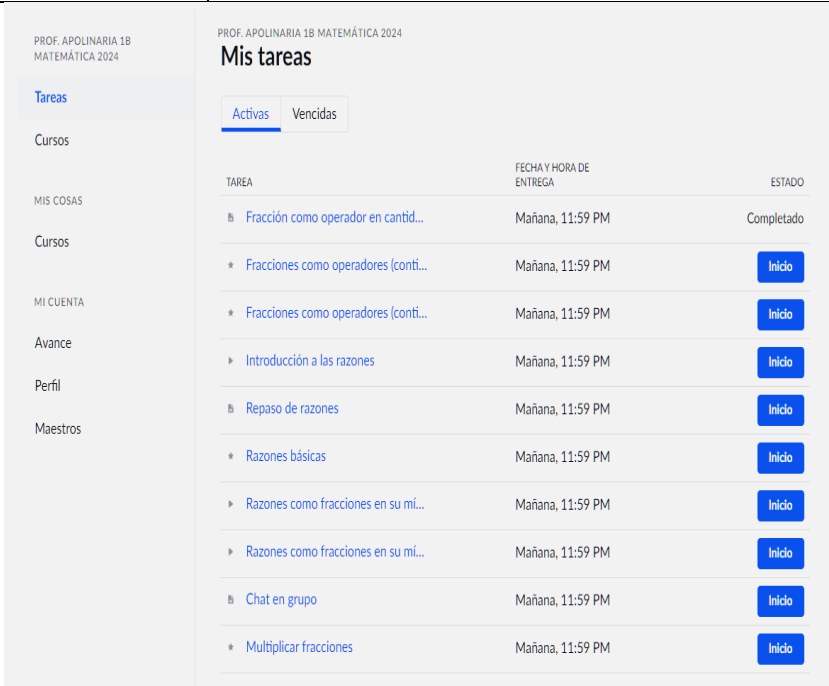 PROF. APOLINARIA 1B
MATEMÁTICA 2024
Tareas
Cursos
MIS COSAS
Cursos
MI CUENTA
Avance
Perfil
Maestros
PROF. APOLINARIA 1B MATEMÁTICA 2024
Mis tareas
Activas Vencidas
TAREA FECHA Y HORA DE ENTREGA ESTADO
Fracción como operador en cantid... Mañana, 11:59 PM Completado
Fracciones como operadores (conti... Mañana, 11:59 PM Inicio
Fracciones como operadores (conti... Mañana, 11:59 PM Inicio
Introducción a las razones Mañana, 11:59 PM Inicio
Repaso de razones Mañana, 11:59 PM Inicio
Razones básicas Mañana, 11:59 PM Inicio
Razones como fracciones en su mí... Mañana, 11:59 PM Inicio
Razones como fracciones en su mí... Mañana, 11:59 PM Inicio
Chat en grupo Mañana, 11:59 PM Inicio
Multiplicar fracciones Mañana, 11:59 PM Inicio